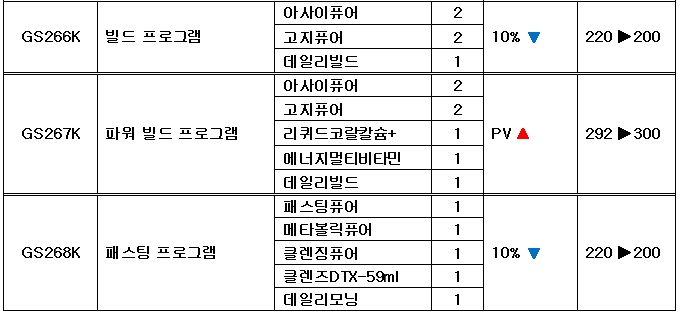 GS266K 빌드 프로그램 아사이퓨어 2 10% ▼ 220 ▶200
고지퓨어 2
데일리빌드 1
GS267K 파워 빌드 프로그램 아사이퓨어 2 PV ▲ 292 ▶300
고지퓨어 2
리퀴드코랄칼슘+ 1
에너지멀티비타민 1
데일리빌드 1
GS268K 패스팅 프로그램 패스팅퓨어 1 10% ▼ 220 ▶200
메타볼릭퓨어 1
클렌징퓨어 1
클렌즈DTX-59ml 1
데일리모닝 1